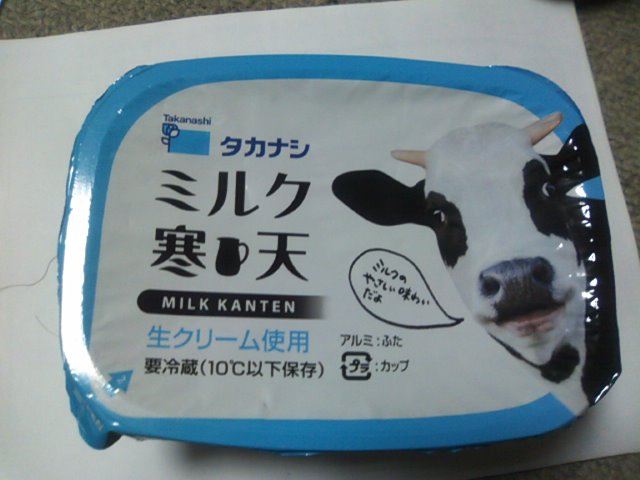 Takanashi
タカナシ
ミルク
寒天
MILK KANTEN
ミルクの
やさしい味わい
だよ
生クリーム使用
アルミ:ふた
要冷蔵(10℃以下保存)
プラ:カップ